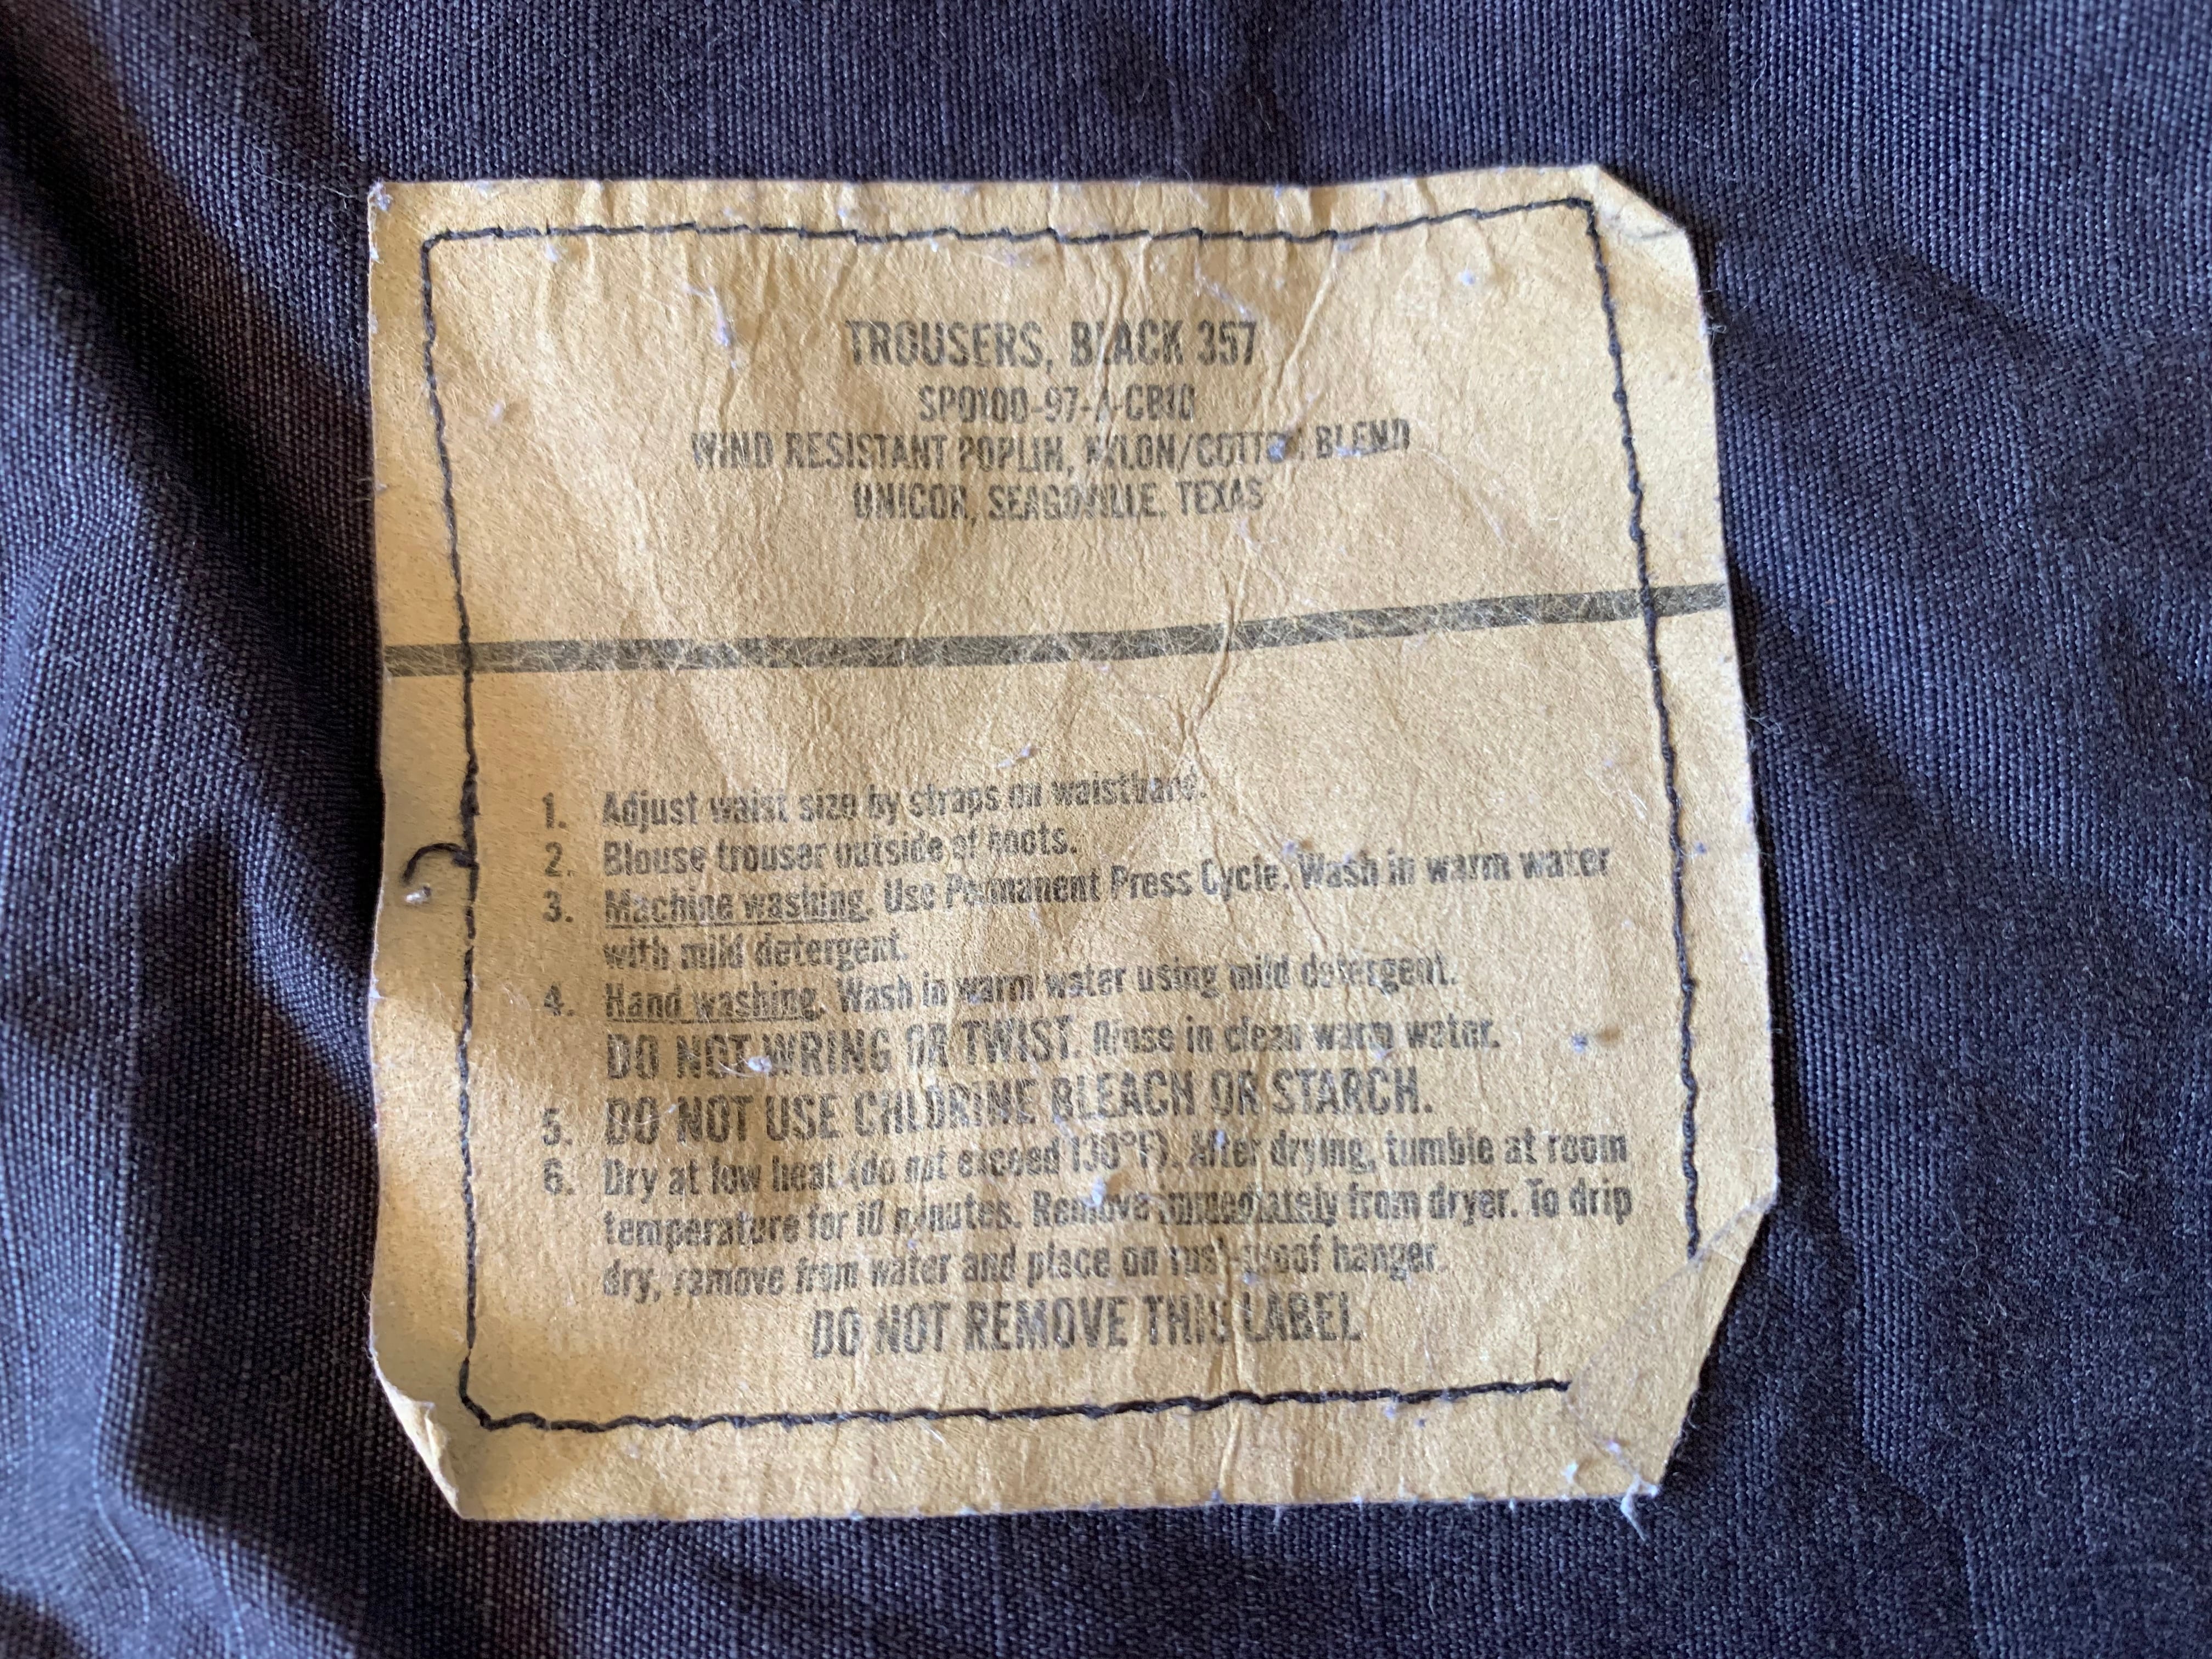 TROUSERS, BLACK 357
SP0100-97-A-CB10
WIND RESISTANT POPLIN, NYLON/COTTON BLEND
UNICOR, SEAGOVILLE, TEXAS
1. Adjust waist size by straps on waistband.
2. Blouse trouser outside of boots.
3. Machine washing. Use Permanent Press Cycle. Wash in warm water
with mild detergent.
4. Hand washing. Wash in warm water using mild detergent.
DO NOT WRING OR TWIST. Rinse in clean warm water.
5. DO NOT USE CHLORINE BLEACH OR STARCH.
6. Dry at low heat (do not exceed 130°F). After drying, tumble at room
temperature for 10 minutes. Remove immediately from dryer. To drip
dry, remove from water and place on rust-proof hanger.
DO NOT REMOVE THIS LABEL